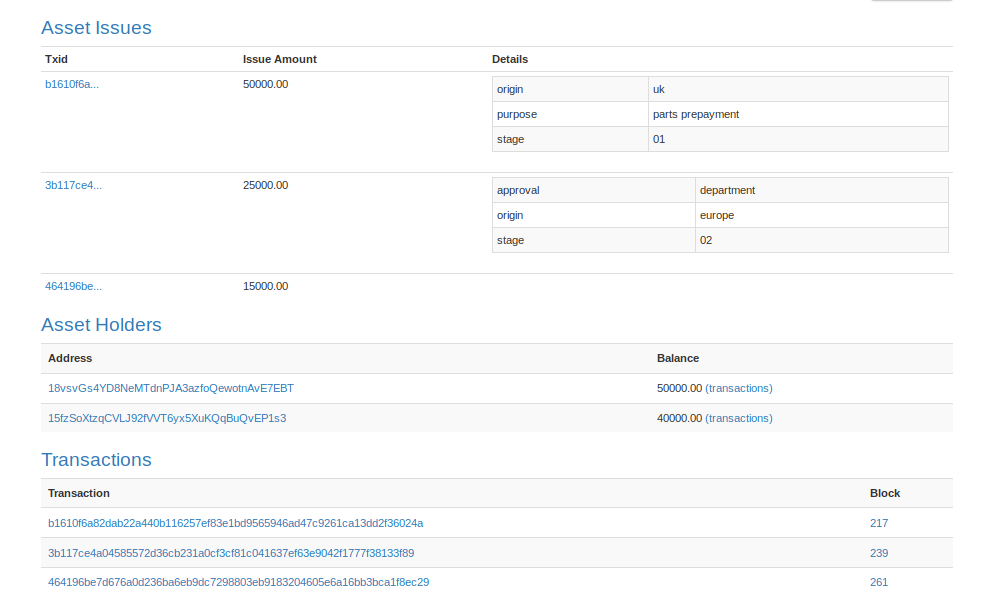 Asset Issues
Txid Issue Amount Details
b1610f6a... 50000.00 origin uk
purpose parts prepayment
stage 01
3b117ce4... 25000.00 approval department
origin europe
stage 02
464196be... 15000.00
Asset Holders
Address Balance
18vsvGs4YD8NeMTdnPJA3azfoQewotnAvE7EBT 50000.00 (transactions)
15fzSoXtzqCVLJ92fVVT6yx5XuKQqBuQvEP1s3 40000.00 (transactions)
Transactions
Transaction Block
b1610f6a82dab22a440b116257ef83e1bd9565946ad47c9261ca13dd2f36024a 217
3b117ce4a04585572d36cb231a0cf3cf81c041637ef63e9042f1777f38133f89 239
464196be7d676a0d236ba6eb9dc7298803eb9183204605e6a16bb3bca1f8ec29 261